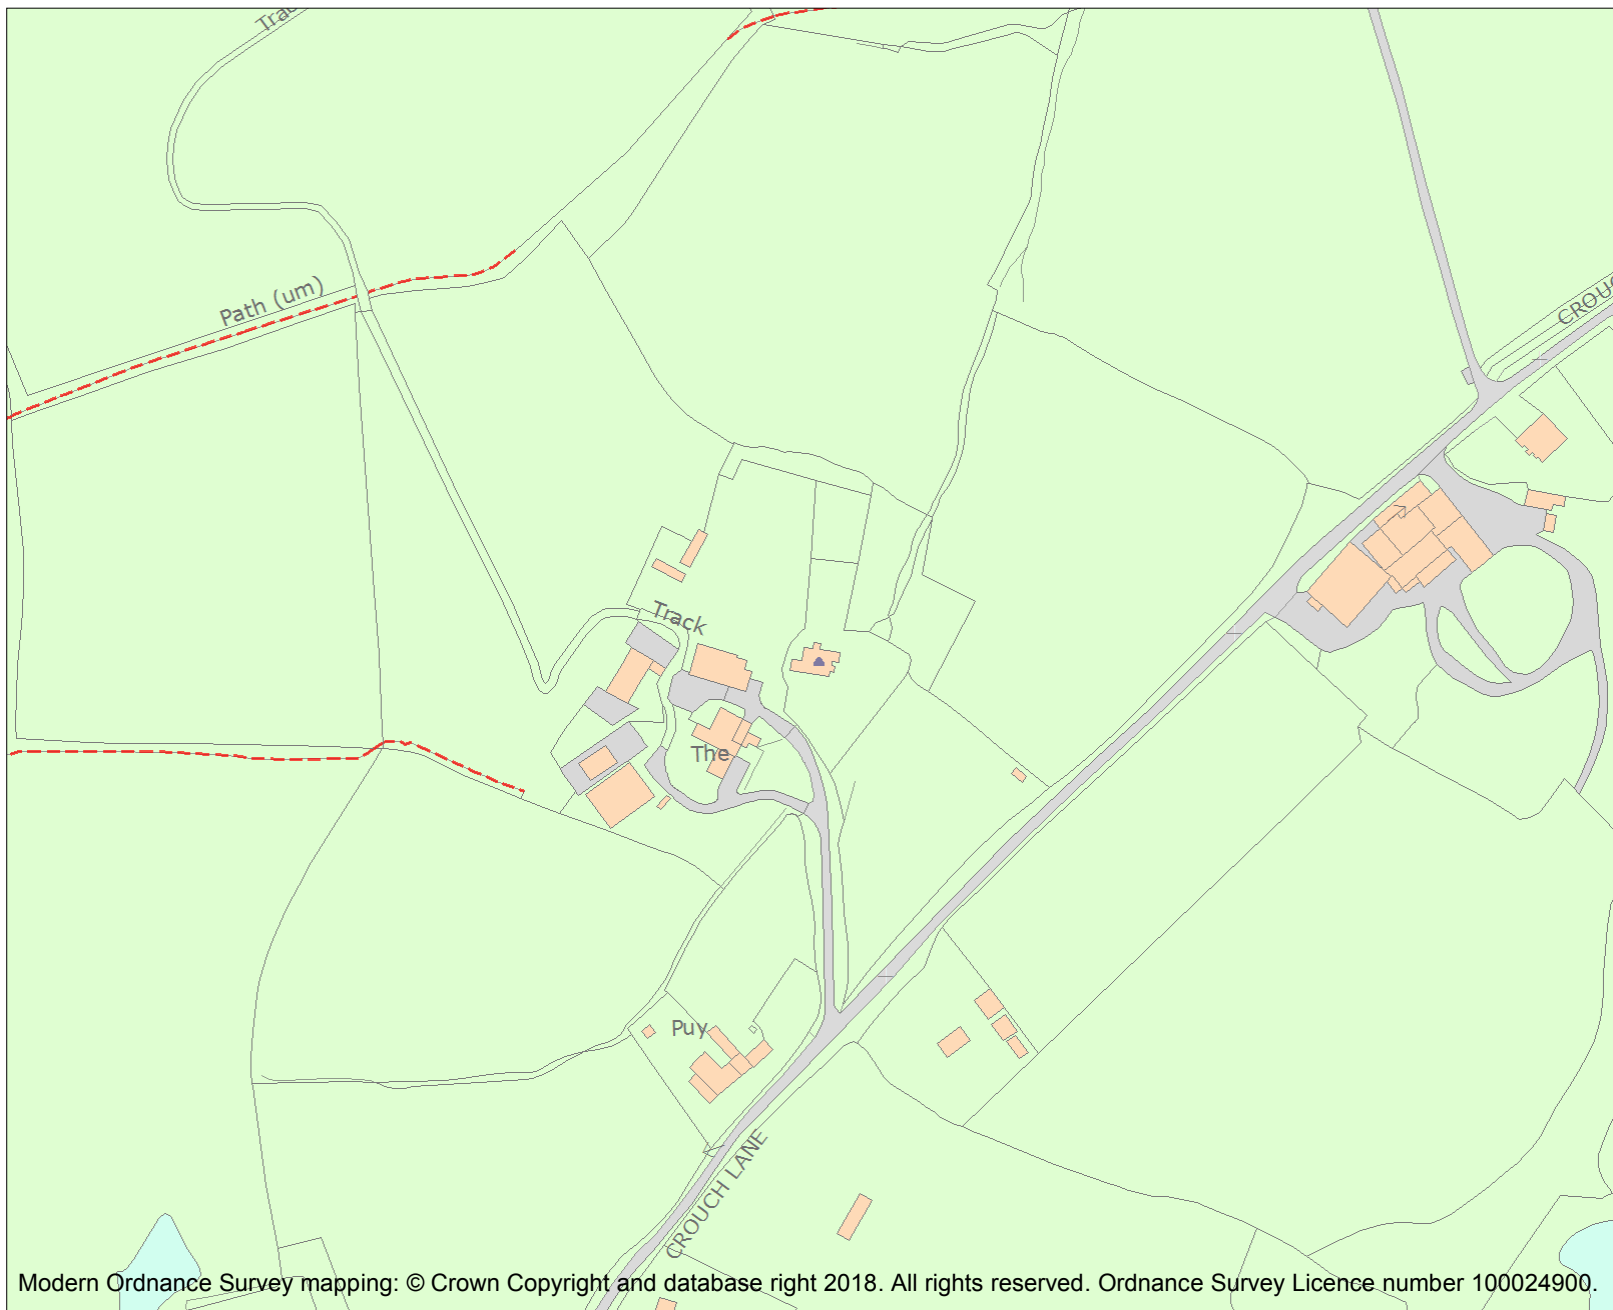 Path (um)
Track
The
Puy
CROUCH LANE
Modern Ordnance Survey mapping: © Crown Copyright and database right 2018. All rights reserved. Ordnance Survey Licence number 100024900.